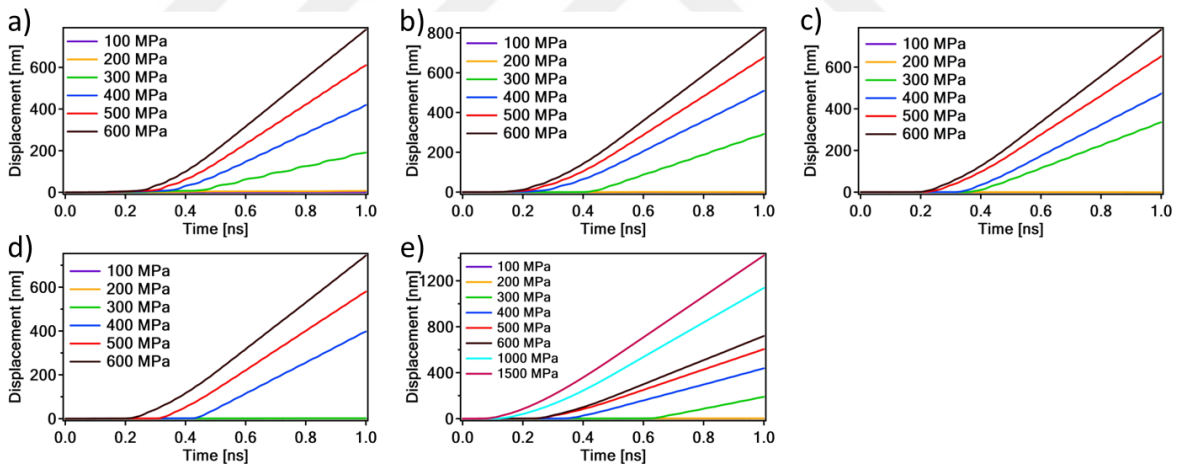 a)
Displacement [nm]
600
400
200
0
100 MPa
200 MPa
300 MPa
400 MPa
500 MPa
600 MPa
0.0 0.2 0.4 0.6 0.8 1.0
Time [ns]
b)
Displacement [nm]
800
600
400
200
0
100 MPa
200 MPa
300 MPa
400 MPa
500 MPa
600 MPa
0.0 0.2 0.4 0.6 0.8 1.0
Time [ns]
c)
Displacement [nm]
600
400
200
0
100 MPa
200 MPa
300 MPa
400 MPa
500 MPa
600 MPa
0.0 0.2 0.4 0.6 0.8 1.0
Time [ns]
d)
Displacement [nm]
600
400
200
0
100 MPa
200 MPa
300 MPa
400 MPa
500 MPa
600 MPa
0.0 0.2 0.4 0.6 0.8 1.0
Time [ns]
e)
Displacement [nm]
1200
800
400
0
100 MPa
200 MPa
300 MPa
400 MPa
500 MPa
600 MPa
1000 MPa
1500 MPa
0.0 0.2 0.4 0.6 0.8 1.0
Time [ns]